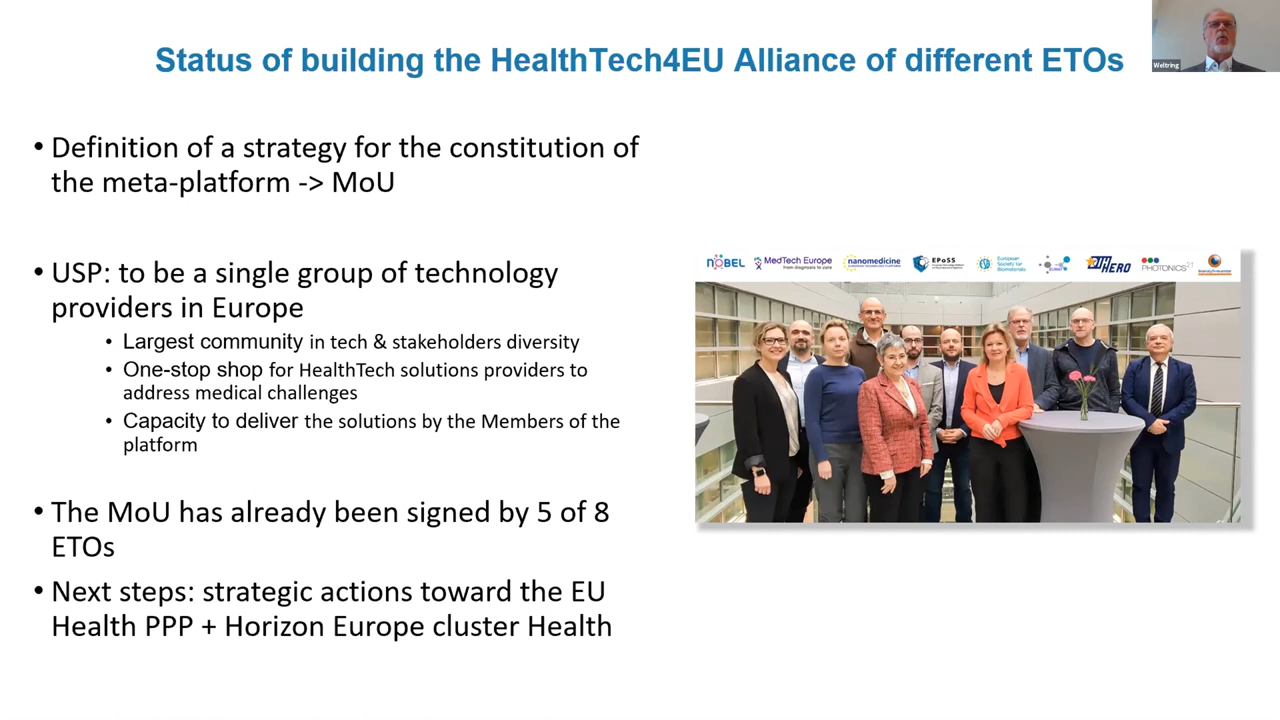 Status of building the HealthTech4EU Alliance of different ETOs
Weltring
• Definition of a strategy for the constitution of
the meta-platform -> MoU
• USP: to be a single group of technology
providers in Europe
• Largest community in tech & stakeholders diversity
• One-stop shop for HealthTech solutions providers to
address medical challenges
• Capacity to deliver the solutions by the Members of the
platform
• The MoU has already been signed by 5 of 8
ETOs
• Next steps: strategic actions toward the EU
Health PPP + Horizon Europe cluster Health
NOBEL
MedTech Europe
from diagnosis to cure
nanomedicine
EPoSS
European
Society for
Biomaterials
HERO
PHOTONICS21